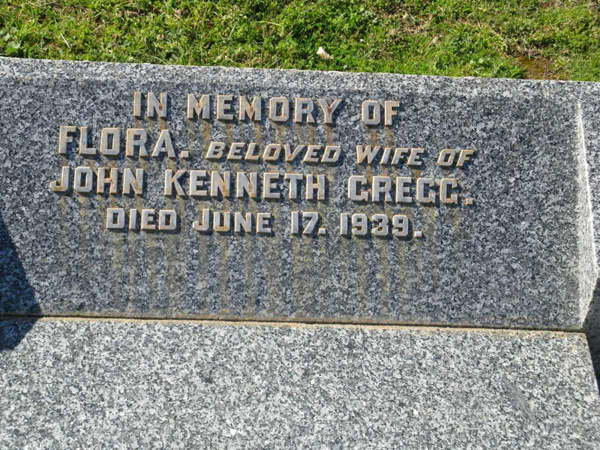 IN MEMORY OF
FLORA. BELOVED WIFE OF
JOHN KENNETH GREGG.
DIED JUNE 17. 1939.